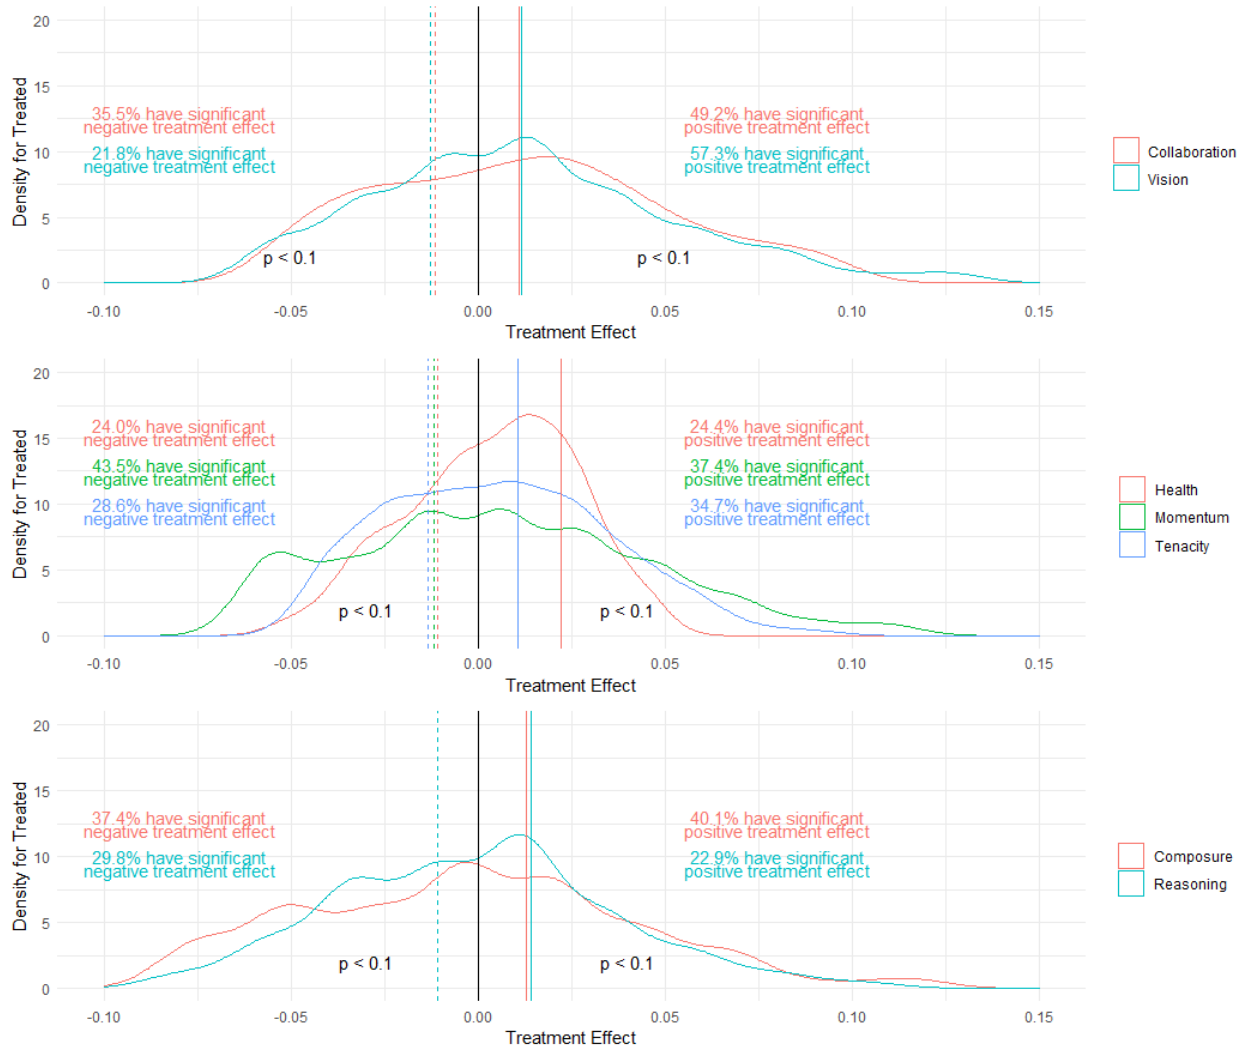 20
15
10
5
0
Density for Treated
35.5% have significant
negative treatment effect
21.8% have significant
negative treatment effect
49.2% have significant
positive treatment effect
57.3% have significant
positive treatment effect
p < 0.1
p < 0.1
-0.10 -0.05 0.00 0.05 0.10 0.15
Treatment Effect
Collaboration
Vision
20
15
10
5
0
Density for Treated
24.0% have significant
negative treatment effect
43.5% have significant
negative treatment effect
28.6% have significant
negative treatment effect
24.4% have significant
positive treatment effect
37.4% have significant
positive treatment effect
34.7% have significant
positive treatment effect
p < 0.1
p < 0.1
-0.10 -0.05 0.00 0.05 0.10 0.15
Treatment Effect
Health
Momentum
Tenacity
20
15
10
5
0
Density for Treated
37.4% have significant
negative treatment effect
29.8% have significant
negative treatment effect
40.1% have significant
positive treatment effect
22.9% have significant
positive treatment effect
p < 0.1
p < 0.1
-0.10 -0.05 0.00 0.05 0.10 0.15
Treatment Effect
Composure
Reasoning